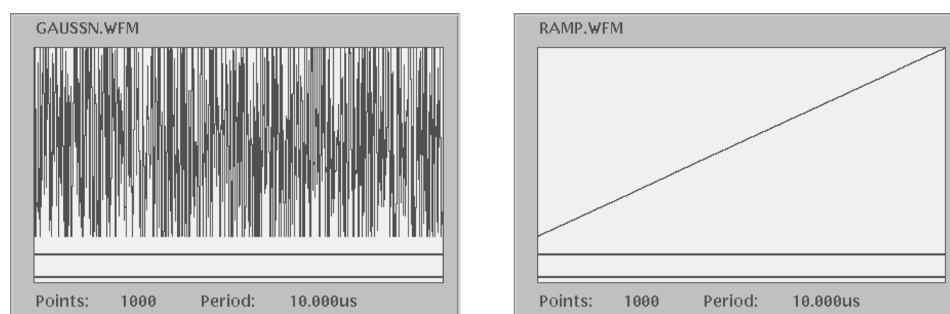 GAUSSN.WFM
Points: 1000 Period: 10.000us
RAMP.WFM
Points: 1000 Period: 10.000us